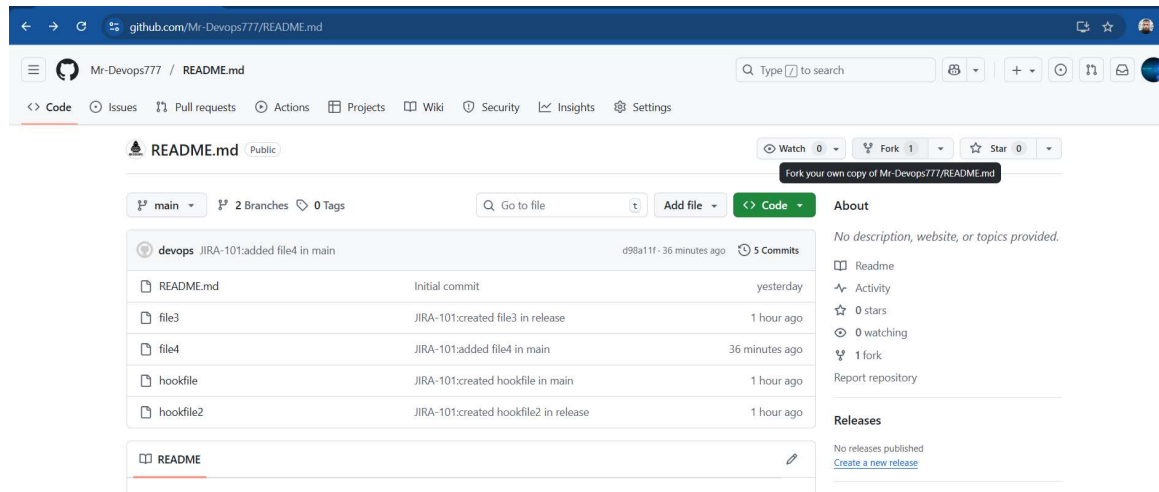 github.com/Mr-Devops777/README.md
Mr-Devops777 / README.md
Type / to search
Code Issues Pull requests Actions Projects Wiki Security Insights Settings
README.md Public
Watch 0 Fork 1 Star 0
Fork your own copy of Mr-Devops777/README.md
main 2 Branches 0 Tags Go to file t Add file Code
About
No description, website, or topics provided.
devops JIRA-101:added file4 in main d98a11f · 36 minutes ago 5 Commits
README.md Initial commit yesterday
file3 JIRA-101:created file3 in release 1 hour ago
file4 JIRA-101:added file4 in main 36 minutes ago
hookfile JIRA-101:created hookfile in main 1 hour ago
hookfile2 JIRA-101:created hookfile2 in release 1 hour ago
README
Readme
Activity
0 stars
0 watching
1 fork
Report repository
Releases
No releases published
Create a new release